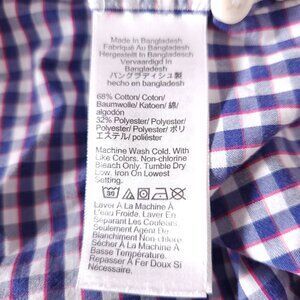 Made In Bangladesh
Fabriqué Au Bangladesh
Hergestellt In Bangladesch
Vervaardigd In
Bangladesh
バングラディシュ製
hecho en bangladesh
68% Cotton/ Coton/
Baumwolle/ Katoen/ 綿/
algodón
32% Polyester/ Polyester/
Polyester/ Polyester/ ポリ
エステル/ poliéster
Machine Wash Cold. With
Like Colors. Non-chlorine
Bleach Only. Tumble Dry
Low. Iron On Lowest
Setting.
Laver À La Machine À
L'eau Froide. Laver
Séparement Les Couleurs
Seulement Agent De
Blanchiment Non Chloré
Sécher À La Machine À
Basse Température.
Repasser À Fer Doux Si
Nécessaire.